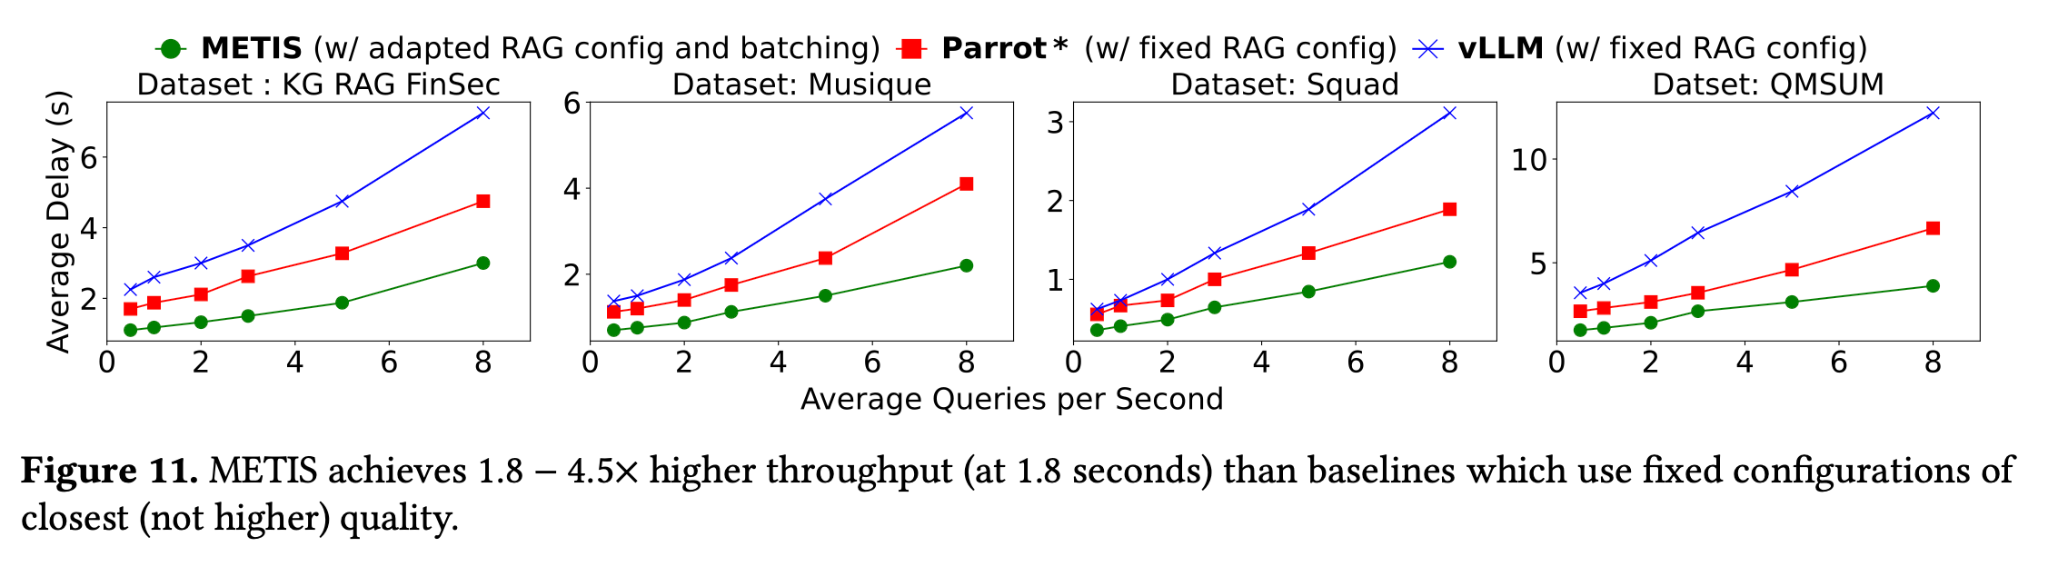 METIS (w/ adapted RAG config and batching) Parrot* (w/ fixed RAG config) vLLM (w/ fixed RAG config)
Dataset : KG RAG FinSec Dataset: Musique Dataset: Squad Datset: QMSUM
Average Delay (s)
6
4
2
0 2 4 6 8
6
4
2
0 2 4 6 8
3
2
1
0 2 4 6 8
10
5
0 2 4 6 8
Average Queries per Second
Figure 11. METIS achieves 1.8 – 4.5× higher throughput (at 1.8 seconds) than baselines which use fixed configurations of
closest (not higher) quality.